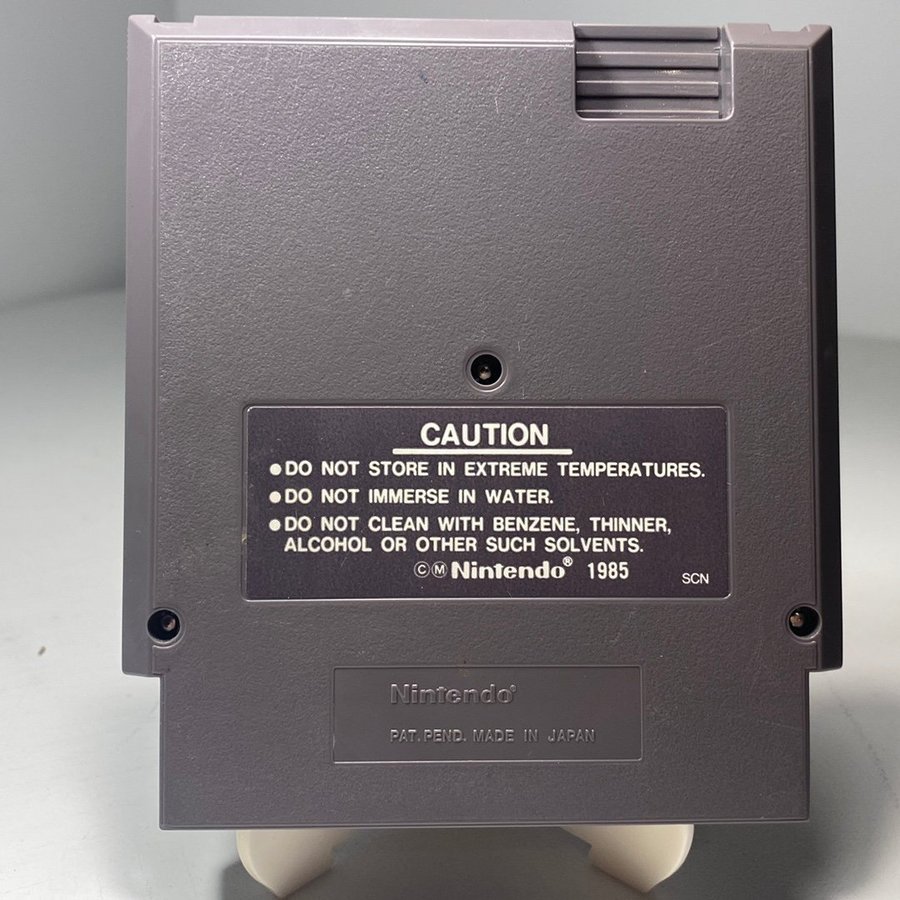 CAUTION
●DO NOT STORE IN EXTREME TEMPERATURES.
●DO NOT IMMERSE IN WATER.
●DO NOT CLEAN WITH BENZENE, THINNER,
ALCOHOL OR OTHER SUCH SOLVENTS.
ⒸⓂ Nintendo® 1985 SCN
Nintendo®
PAT. PEND. MADE IN JAPAN